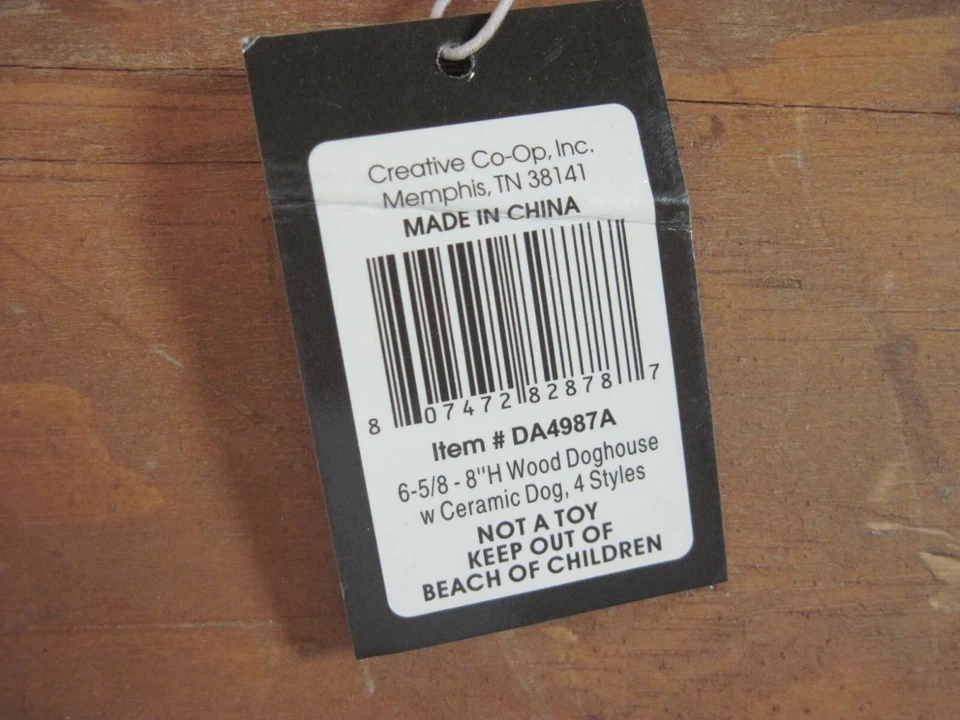 Creative Co-Op, Inc.
Memphis, TN 38141
MADE IN CHINA
8 07472 82878 7
Item # DA4987A
6-5/8 - 8"H Wood Doghouse
w Ceramic Dog, 4 Styles
NOT A TOY
KEEP OUT OF
BEACH OF CHILDREN